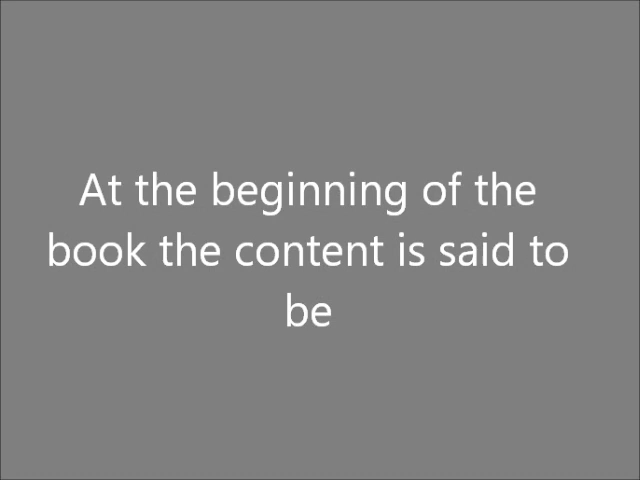 At the beginning of the
book the content is said to
be